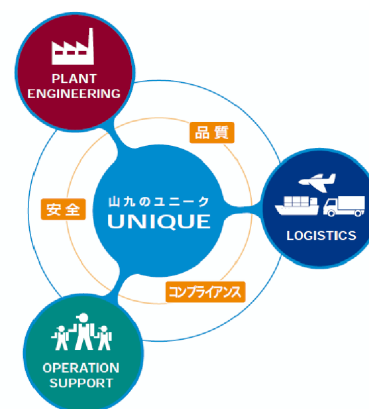 PLANT
ENGINEERING
品質
安全
山九のユニーク
UNIQUE
LOGISTICS
コンプライアンス
OPERATION
SUPPORT